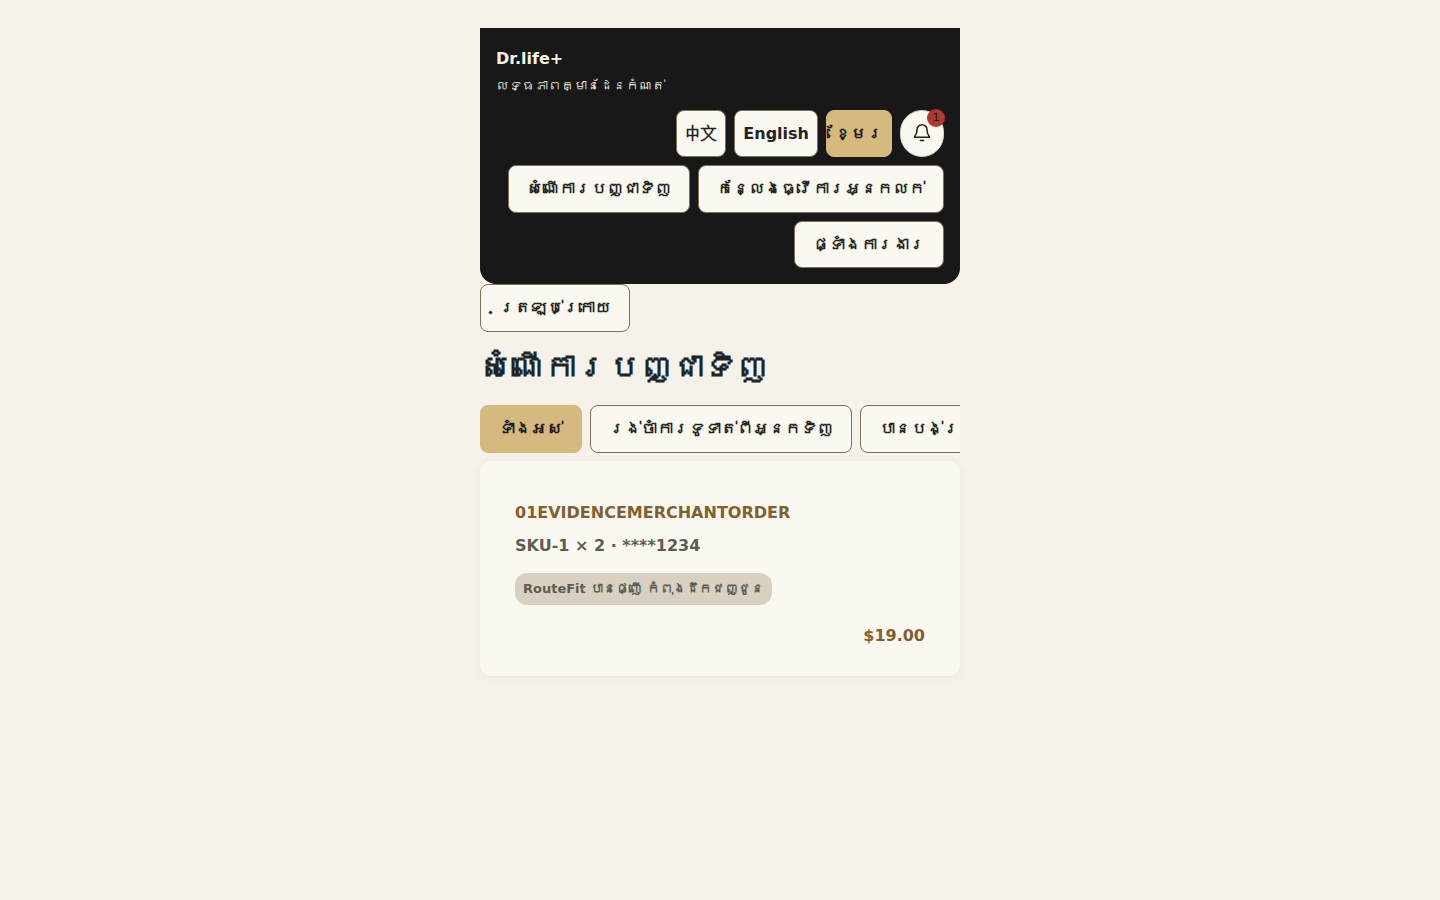 Dr.life+
លទ្ធភាពគ្មានដែនកំណត់
中文 English ខ្មែរ 1
សំណើការបញ្ជាទិញ កន្លែងធ្វើការអ្នកលក់
ផ្ទាំងការងារ
ត្រឡប់ក្រោយ
សំណើការបញ្ជាទិញ
ទាំងអស់ រង់ចាំការទូទាត់ពីអ្នកទិញ បានបង់ប្រ
01EVIDENCEMERCHANTORDER
SKU-1 × 2 · ****1234
RouteFit បានផ្ញើ កំពុងដឹកជញ្ជូន
$19.00